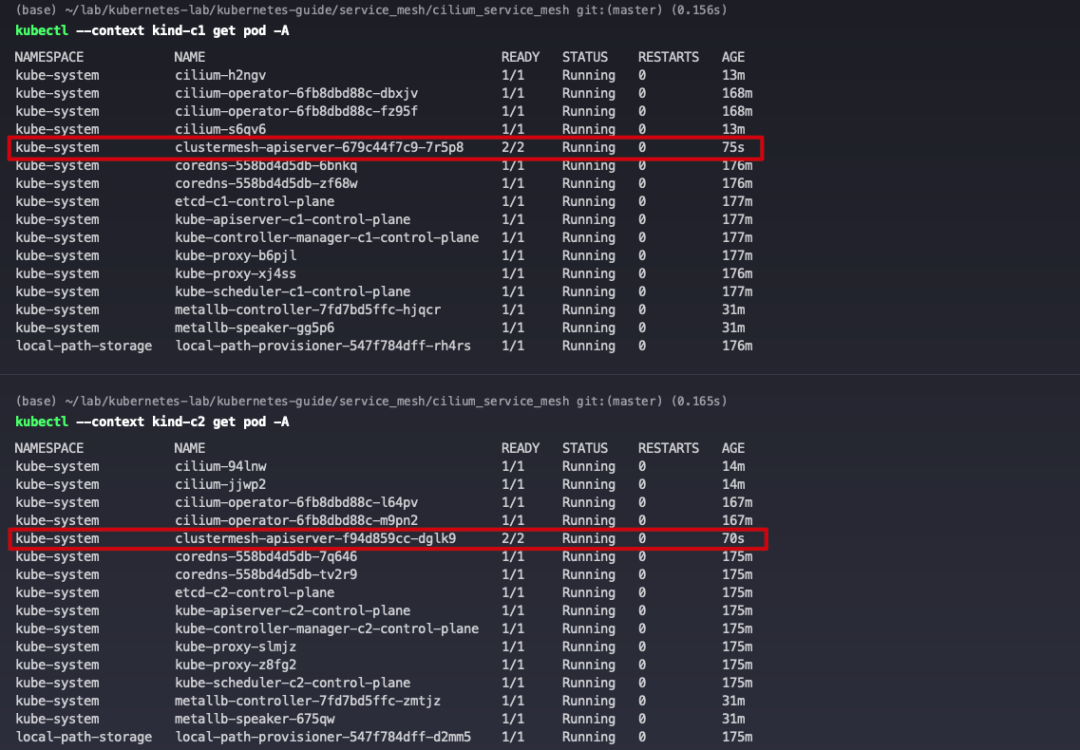 (base) ~/lab/kubernetes-lab/kubernetes-guide/service_mesh/cilium_service_mesh git:(master) (0.156s)
kubectl --context kind-c1 get pod -A
NAMESPACE NAME READY STATUS RESTARTS AGE
kube-system cilium-h2ngv 1/1 Running 0 13m
kube-system cilium-operator-6fb8dbd88c-dbxjv 1/1 Running 0 168m
kube-system cilium-operator-6fb8dbd88c-fz95f 1/1 Running 0 168m
kube-system cilium-s6qv6 1/1 Running 0 13m
kube-system clustermesh-apiserver-679c44f7c9-7r5p8 2/2 Running 0 75s
kube-system coredns-558bd4d5db-6bnkq 1/1 Running 0 176m
kube-system coredns-558bd4d5db-zf68w 1/1 Running 0 176m
kube-system etcd-c1-control-plane 1/1 Running 0 177m
kube-system kube-apiserver-c1-control-plane 1/1 Running 0 177m
kube-system kube-controller-manager-c1-control-plane 1/1 Running 0 177m
kube-system kube-proxy-b6pjl 1/1 Running 0 177m
kube-system kube-proxy-xj4ss 1/1 Running 0 176m
kube-system kube-scheduler-c1-control-plane 1/1 Running 0 177m
kube-system metallb-controller-7fd7bd5ffc-hjqcr 1/1 Running 0 31m
kube-system metallb-speaker-gg5p6 1/1 Running 0 31m
local-path-storage local-path-provisioner-547f784dff-rh4rs 1/1 Running 0 176m
(base) ~/lab/kubernetes-lab/kubernetes-guide/service_mesh/cilium_service_mesh git:(master) (0.165s)
kubectl --context kind-c2 get pod -A
NAMESPACE NAME READY STATUS RESTARTS AGE
kube-system cilium-94lnw 1/1 Running 0 14m
kube-system cilium-jjwp2 1/1 Running 0 14m
kube-system cilium-operator-6fb8dbd88c-l64pv 1/1 Running 0 167m
kube-system cilium-operator-6fb8dbd88c-m9pn2 1/1 Running 0 167m
kube-system clustermesh-apiserver-f94d859cc-dglk9 2/2 Running 0 70s
kube-system coredns-558bd4d5db-7q646 1/1 Running 0 175m
kube-system coredns-558bd4d5db-tv2r9 1/1 Running 0 175m
kube-system etcd-c2-control-plane 1/1 Running 0 175m
kube-system kube-apiserver-c2-control-plane 1/1 Running 0 175m
kube-system kube-controller-manager-c2-control-plane 1/1 Running 0 175m
kube-system kube-proxy-slmjz 1/1 Running 0 175m
kube-system kube-proxy-z8fg2 1/1 Running 0 175m
kube-system kube-scheduler-c2-control-plane 1/1 Running 0 175m
kube-system metallb-controller-7fd7bd5ffc-zmtjz 1/1 Running 0 31m
kube-system metallb-speaker-675qw 1/1 Running 0 31m
local-path-storage local-path-provisioner-547f784dff-d2mm5 1/1 Running 0 175m